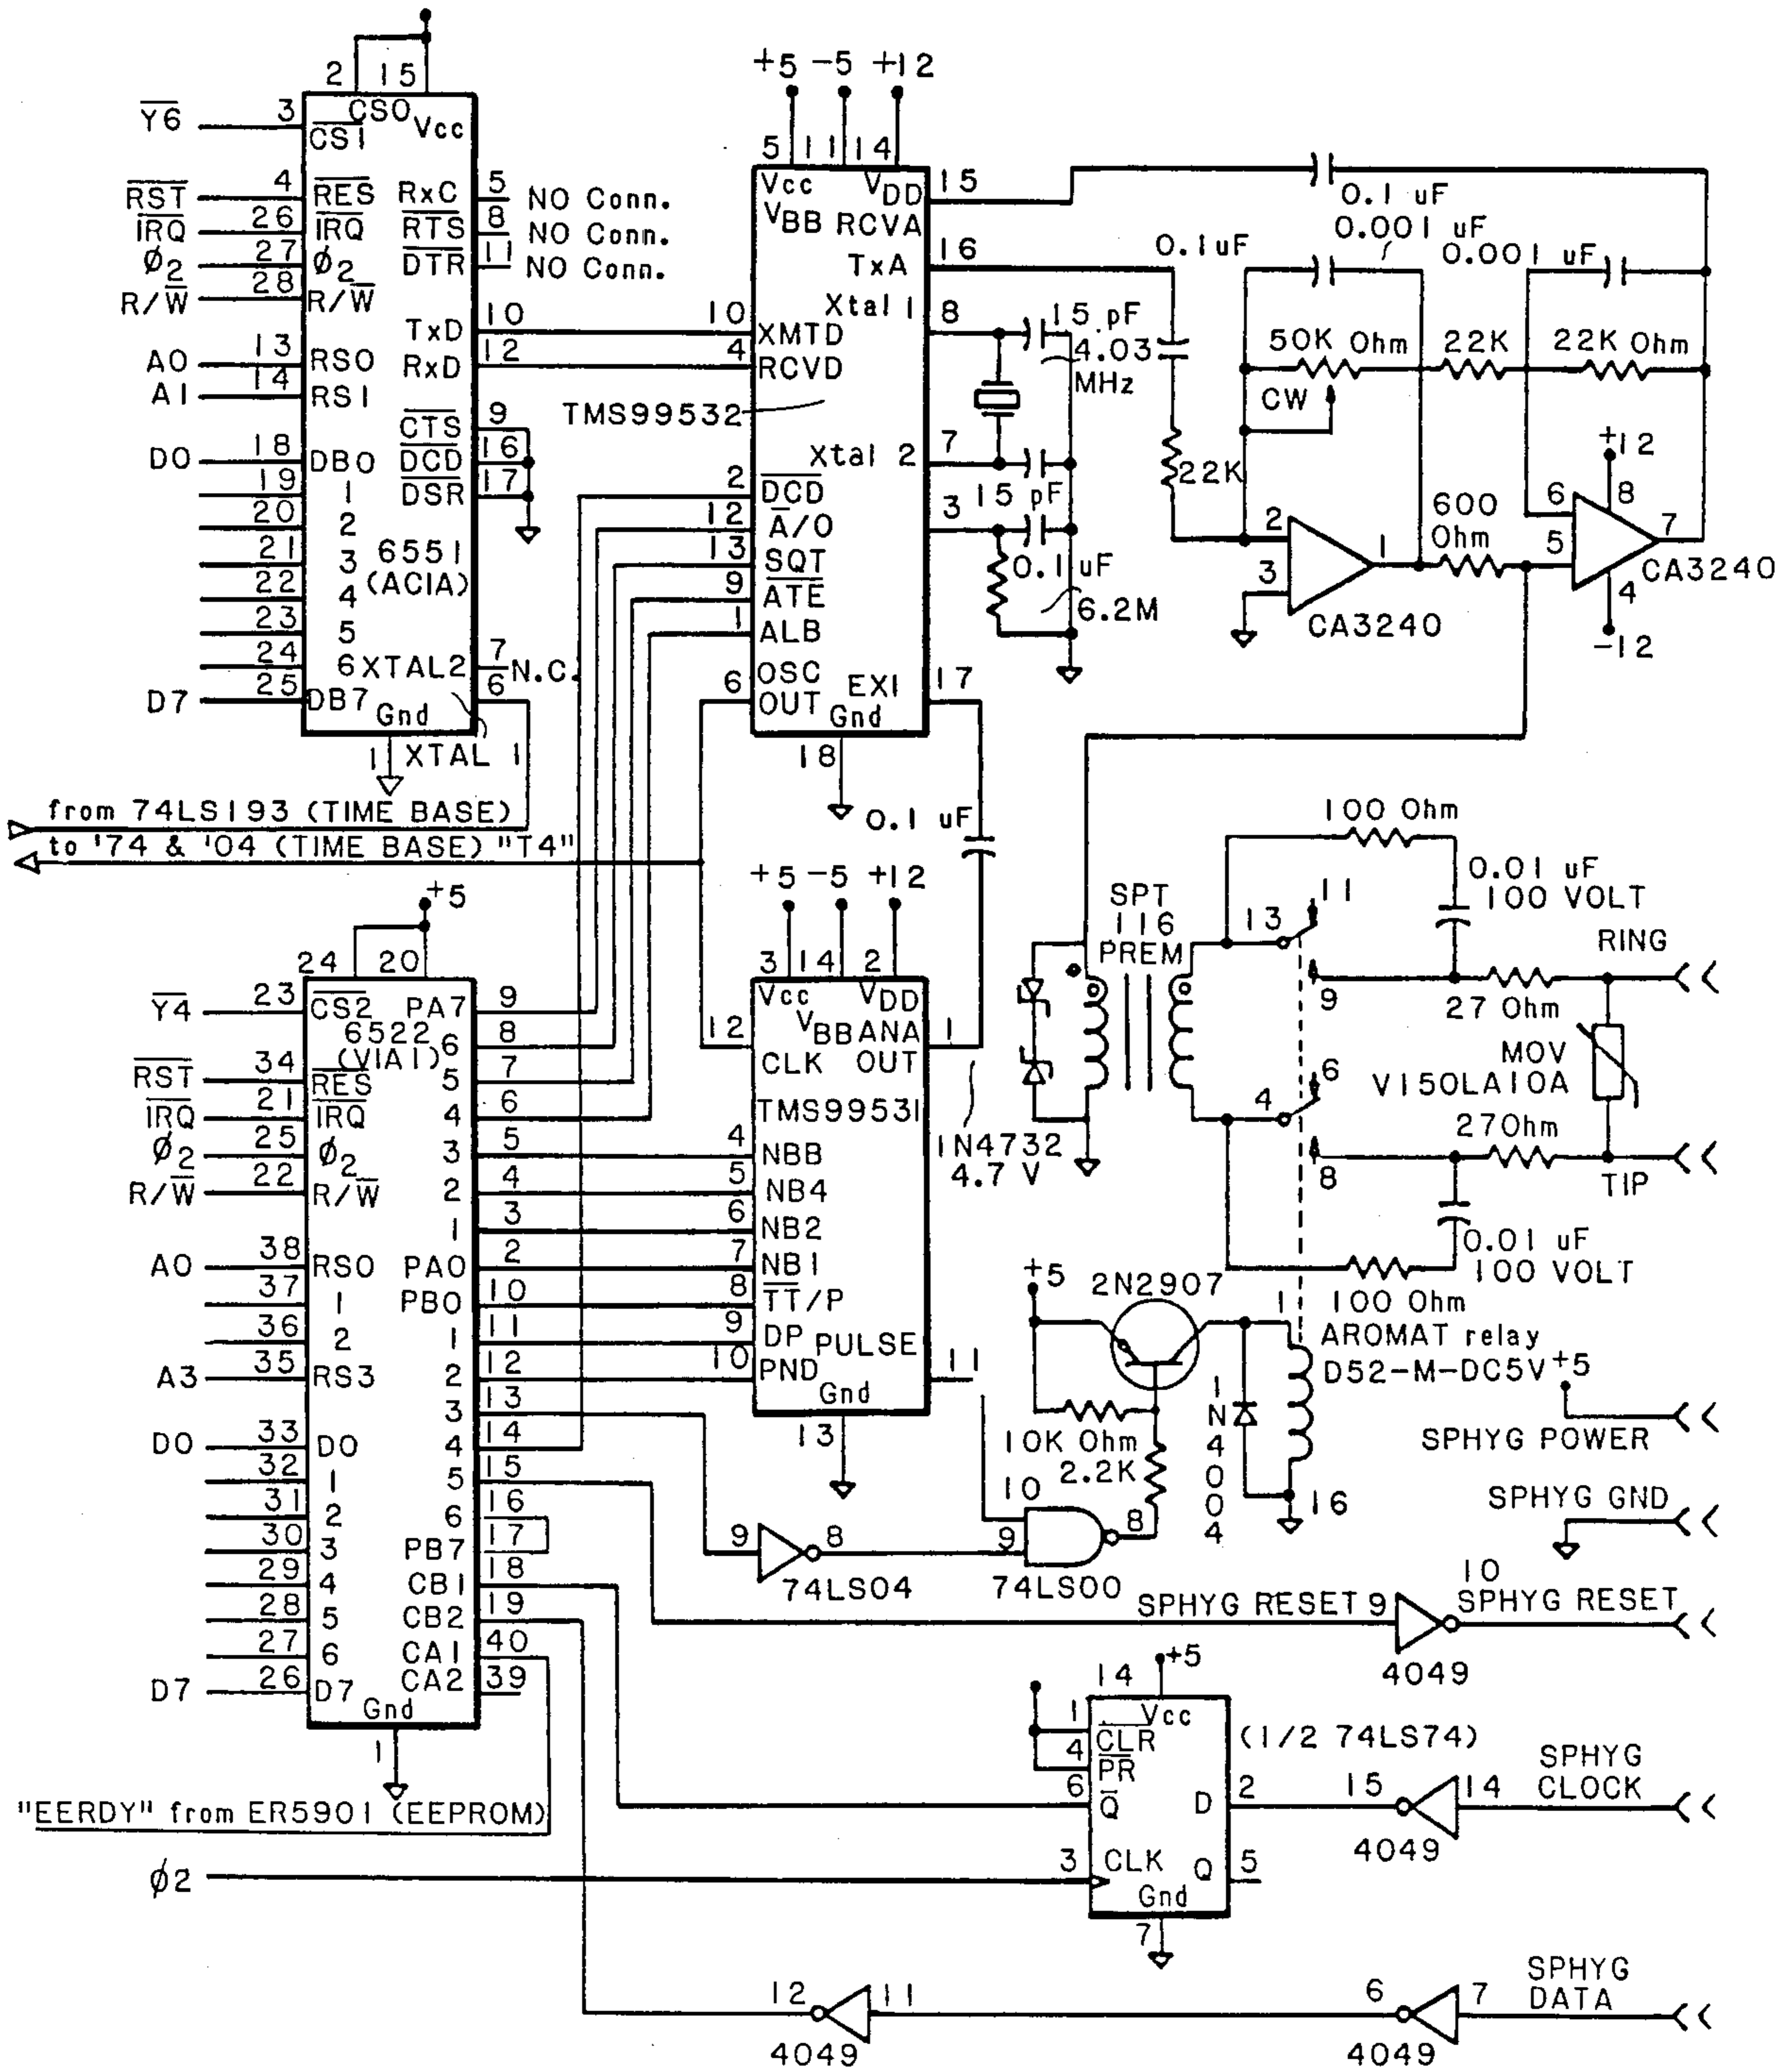 2 15
CS0
Vcc
Y6 3 CS1
RST 4 RES
IRQ 26 IRQ
Ø2 27 Ø2
R/W 28 R/W
A0 13 RS0
A1 14 RS1
D0 18 DB0
19 1
20 2
21 3
22 4
23 5
24 6
D7 25 DB7
6551
(ACIA)
RxC 5 NO Conn.
RTS 8 NO Conn.
DTR 11 NO Conn.
TxD 10
RxD 12
CTS 9
DCD 16
DSR 17
XTAL2 7 N.C.
6
Gnd
1 XTAL 1
from 74LS193 (TIME BASE)
to '74 & '04 (TIME BASE) "T4"
+5 -5 +12
5 11 14
Vcc VDD
VBB RCVA 15
TxA 16
Xtal 1 8
10 XMTD
4 RCVD
TMS99532
Xtal 2 7
2 DCD
12 A/O
13 SQT
9 ATE
1 ALB
6 OSC OUT
3
EXI 17
Gnd
18
15 pF
4.03
MHz
15 pF
0.1 uF
6.2M
0.1 uF
0.1 uF
0.001 uF
0.1uF
0.001 uF
50K Ohm
22K
22K Ohm
CW
22K
2
3
1
CA3240
600
Ohm
+12
6 8
5 7
4
CA3240
-12
+5
24 20
Y4 23 CS2
6522
(VIA1)
RST 34 RES
IRQ 21 IRQ
Ø2 25 Ø2
R/W 22 R/W
A0 38 RS0
37 1
36 2
A3 35 RS3
D0 33 D0
32 1
31 2
30 3
29 4
28 5
27 6
D7 26 D7
PA7 9
6 8
5 7
4 6
3 5
2 4
1 3
PA0 2
PB0 10
1 11
2 12
3 13
4 14
5 15
6 16
PB7 17
CB1 18
CB2 19
CA1 40
CA2 39
Gnd
1
"EERDY" from ER5901 (EEPROM)
Ø2
+5 -5 +12
3 14 2
Vcc VDD
VBB ANA OUT 1
12 CLK
TMS99531
4 NBB
5 NB4
6 NB2
7 NB1
8 TT/P
9 DP
PULSE 11
10 PND
Gnd
13
1N4732
4.7 V
SPT
116
PREM
100 Ohm
0.01 uF
100 VOLT
13 11
9
RING
27 Ohm
MOV
V150LA10A
6
4
8
27Ohm
TIP
0.01 uF
100 VOLT
100 Ohm
1
AROMAT relay
D52-M-DC5V
16
+5
2N2907
10K Ohm
2.2K
1N4004
9 8
74LS04
10
9 8
74LS00
+5
SPHYG POWER
SPHYG GND
SPHYG RESET 9 10 SPHYG RESET
4049
+5
14
1 Vcc
CLR
4 PR
6 Q
3 CLK
D 2
Q 5
Gnd
7
(1/2 74LS74)
15 14
4049
SPHYG
CLOCK
12 11
4049
6 7
4049
SPHYG
DATA